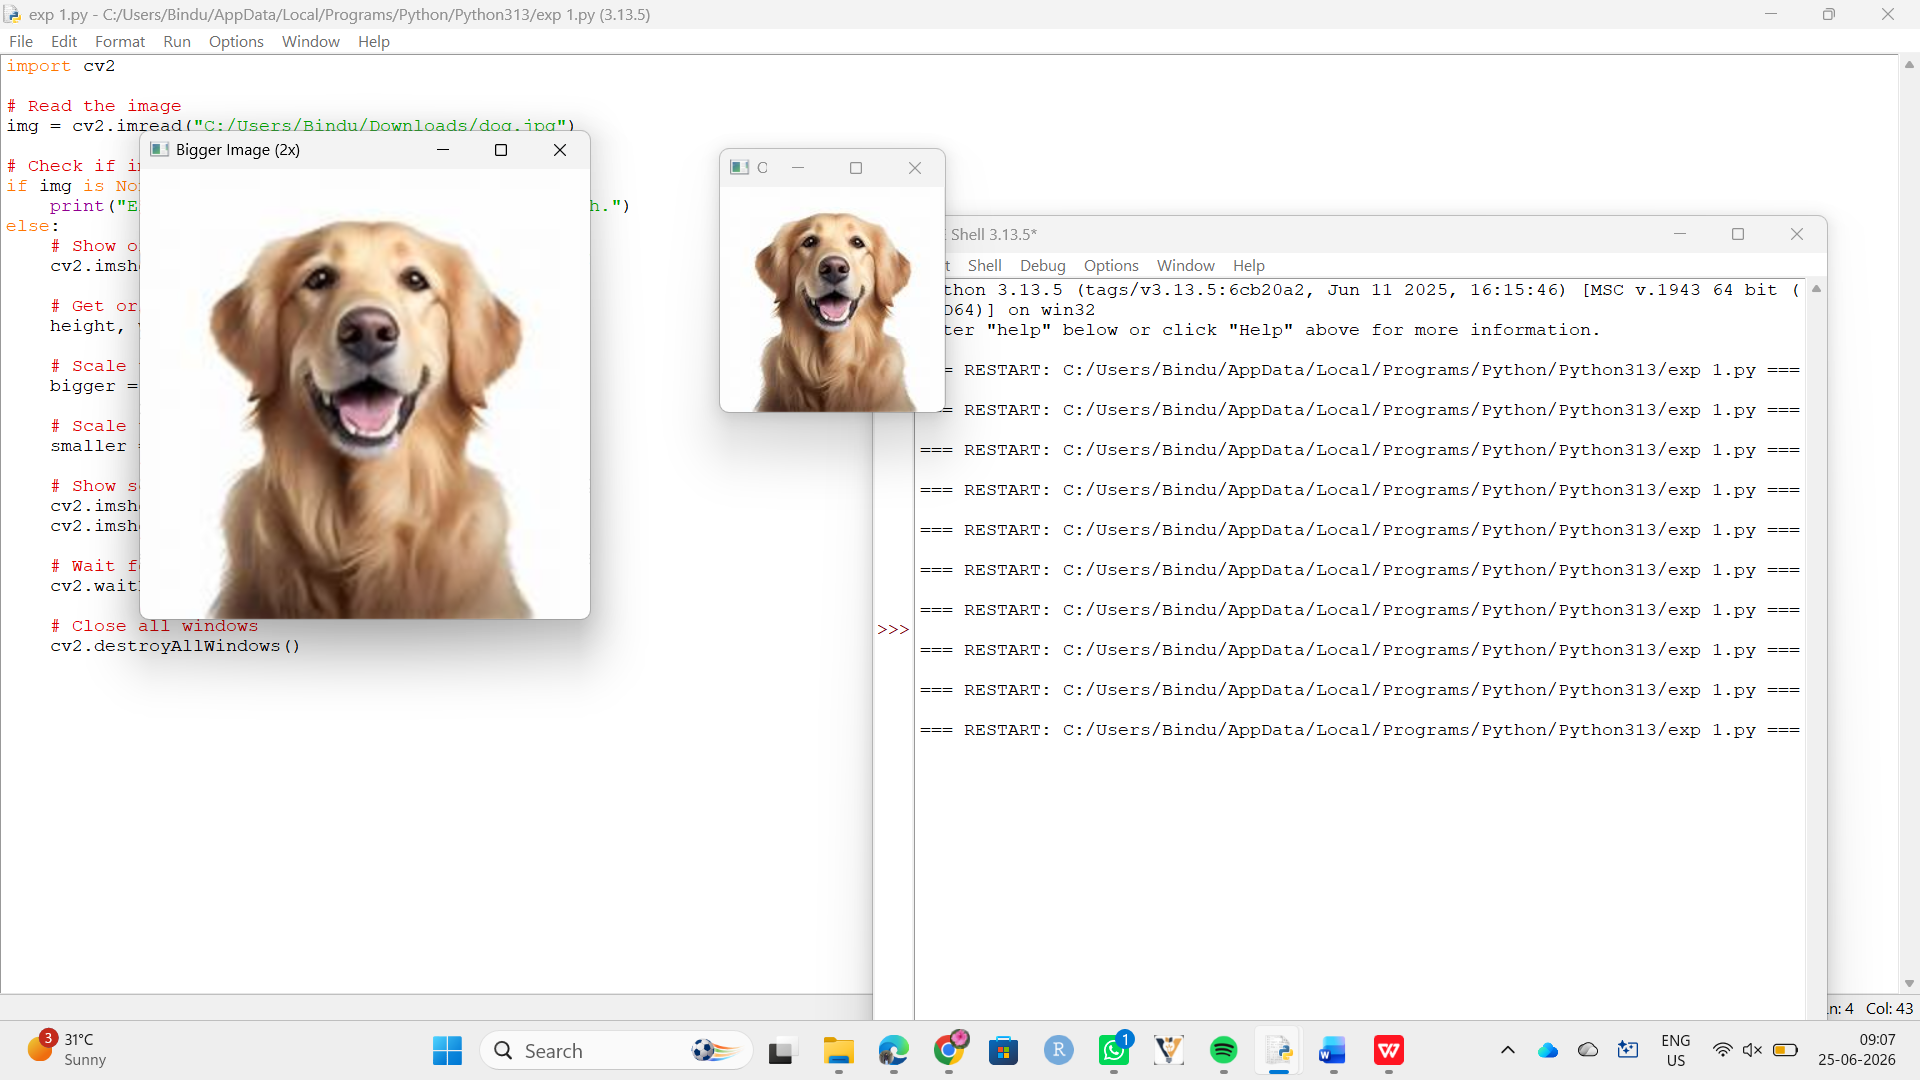 exp 1.py - C:/Users/Bindu/AppData/Local/Programs/Python/Python313/exp 1.py (3.13.5)
File Edit Format Run Options Window Help
import cv2
# Read the image
img = cv2.imread("C:/Users/Bindu/Downloads/dog.jpg")
# Check if i
if img is No
print("E h.")
else:
# Show o
cv2.imsh
# Get or
height,
# Scale
bigger =
# Scale
smaller =
# Show s
cv2.imsh
cv2.imsh
# Wait f
cv2.wait
# Close all windows
cv2.destroyAllWindows()
Bigger Image (2x)
Shell 3.13.5*
t Shell Debug Options Window Help
thon 3.13.5 (tags/v3.13.5:6cb20a2, Jun 11 2025, 16:15:46) [MSC v.1943 64 bit (
D64)] on win32
ter "help" below or click "Help" above for more information.
= RESTART: C:/Users/Bindu/AppData/Local/Programs/Python/Python313/exp 1.py ===
= RESTART: C:/Users/Bindu/AppData/Local/Programs/Python/Python313/exp 1.py ===
=== RESTART: C:/Users/Bindu/AppData/Local/Programs/Python/Python313/exp 1.py ===
=== RESTART: C:/Users/Bindu/AppData/Local/Programs/Python/Python313/exp 1.py ===
=== RESTART: C:/Users/Bindu/AppData/Local/Programs/Python/Python313/exp 1.py ===
=== RESTART: C:/Users/Bindu/AppData/Local/Programs/Python/Python313/exp 1.py ===
=== RESTART: C:/Users/Bindu/AppData/Local/Programs/Python/Python313/exp 1.py ===
>>>
=== RESTART: C:/Users/Bindu/AppData/Local/Programs/Python/Python313/exp 1.py ===
=== RESTART: C:/Users/Bindu/AppData/Local/Programs/Python/Python313/exp 1.py ===
=== RESTART: C:/Users/Bindu/AppData/Local/Programs/Python/Python313/exp 1.py ===
n: 4 Col: 43
3
31°C
Sunny
Search
R
1
W
W
ENG
US
09:07
25-06-2026